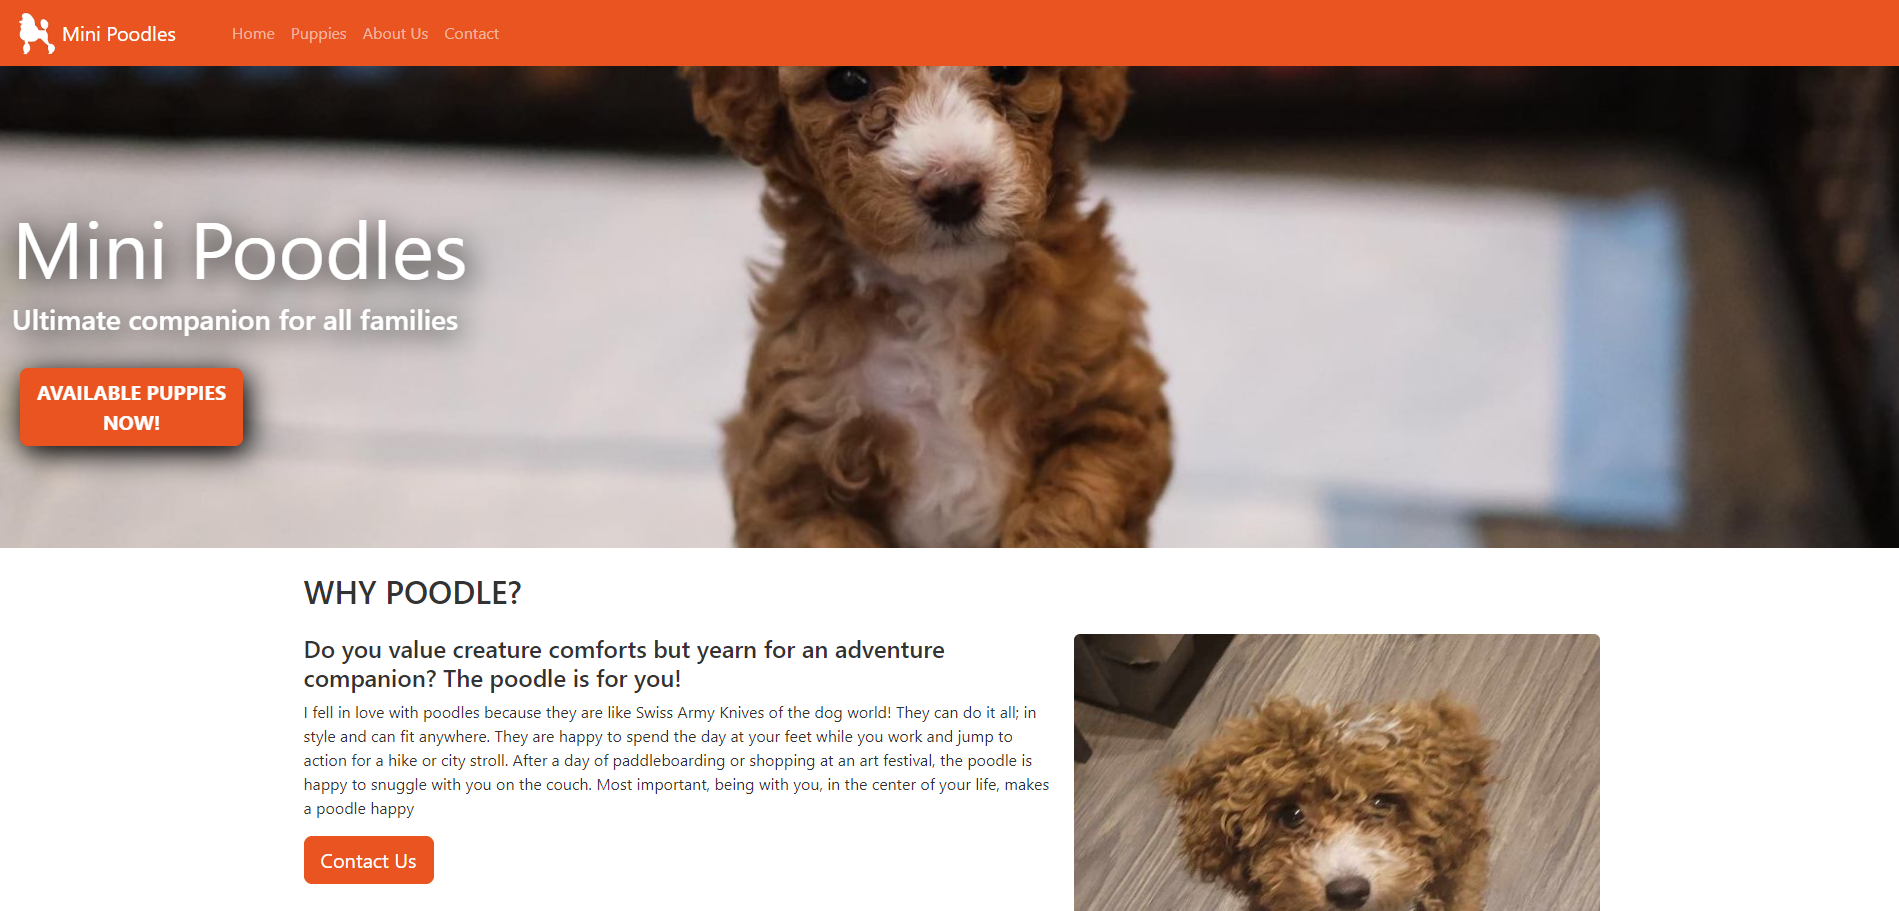 Mini Poodles Home Puppies About Us Contact
Mini Poodles
Ultimate companion for all families
AVAILABLE PUPPIES
NOW!
WHY POODLE?
Do you value creature comforts but yearn for an adventure
companion? The poodle is for you!
I fell in love with poodles because they are like Swiss Army Knives of the dog world! They can do it all; in
style and can fit anywhere. They are happy to spend the day at your feet while you work and jump to
action for a hike or city stroll. After a day of paddleboarding or shopping at an art festival, the poodle is
happy to snuggle with you on the couch. Most important, being with you, in the center of your life, makes
a poodle happy
Contact Us